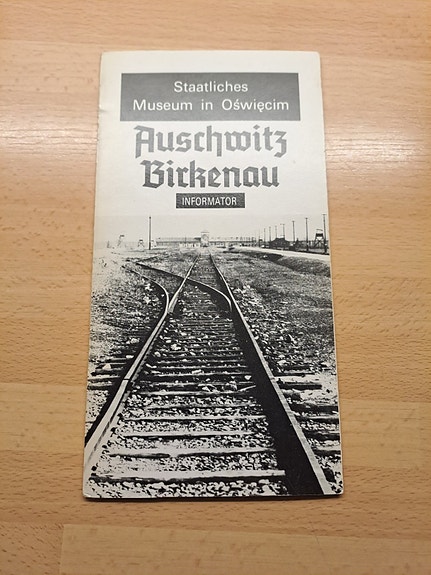 Staatliches
Museum in Oświęcim
Auschwitz
Birkenau
INFORMATOR